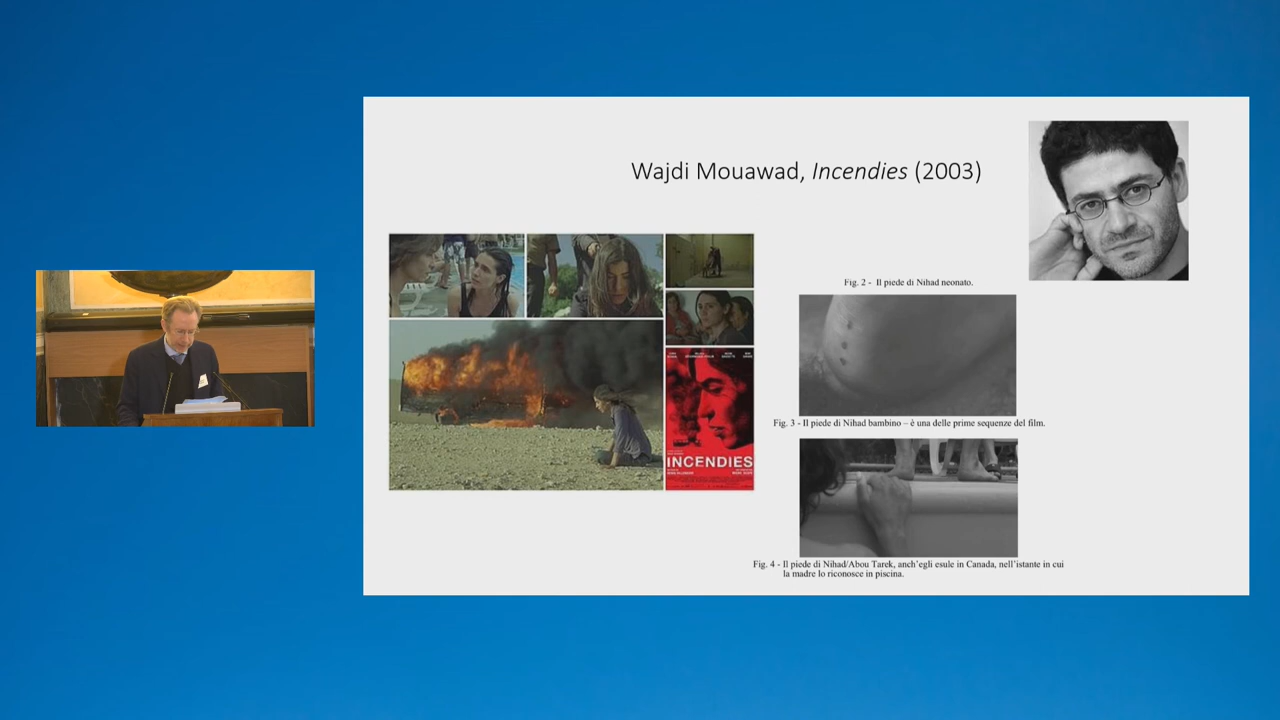 Wajdi Mouawad, Incendies (2003)
Fig. 2 - Il piede di Nihad neonato.
Fig. 3 - Il piede di Nihad bambino – è una delle prime sequenze del film.
INCENDIES
Fig. 4 - Il piede di Nihad/Abou Tarek, anch'egli esule in Canada, nell'istante in cui
la madre lo riconosce in piscina.